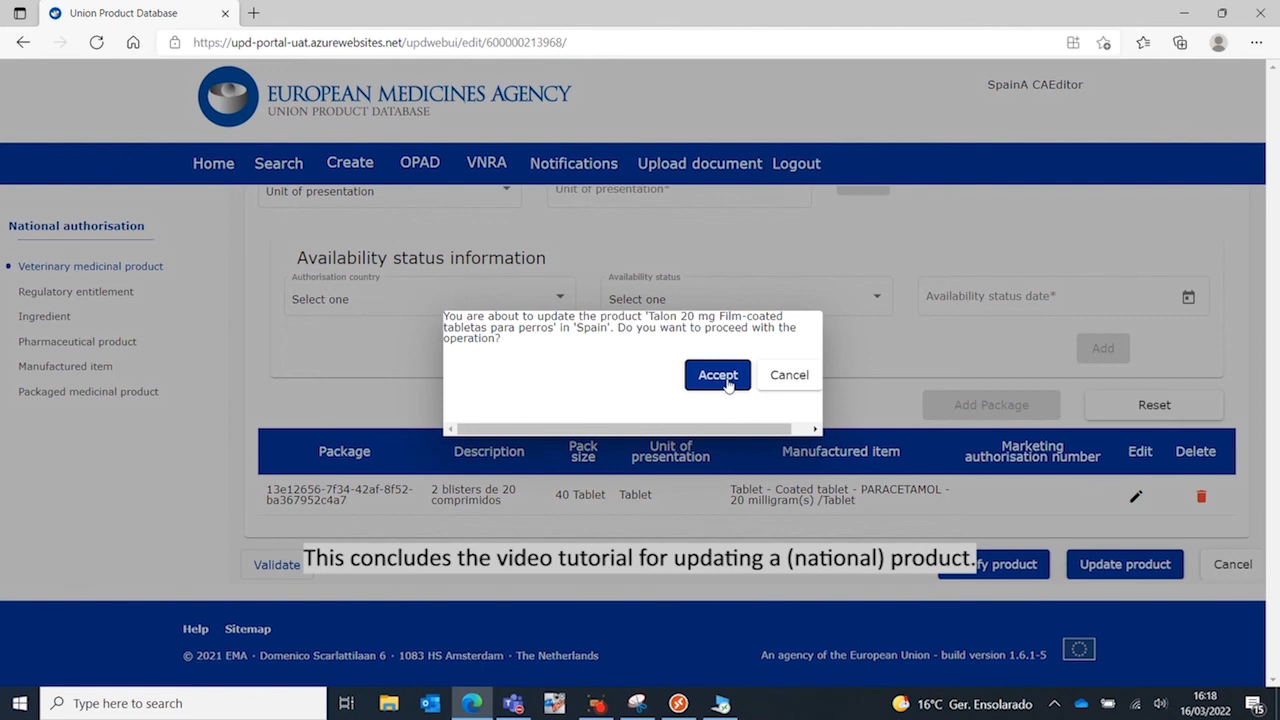 Union Product Database
https://upd-portal-uat.azurewebsites.net/updwebui/edit/600000213968/
EUROPEAN MEDICINES AGENCY
UNION PRODUCT DATABASE
SpainA CAEditor
Home Search Create OPAD VNRA Notifications Upload document Logout
National authorisation
Veterinary medicinal product
Regulatory entitlement
Ingredient
Pharmaceutical product
Manufactured item
Packaged medicinal product
Unit of presentation
Unit of presentation*
Availability status information
Authorisation country
Select one
Availability status
Select one
Availability status date*
Add
You are about to update the product 'Talon 20 mg Film-coated
tabletas para perros' in 'Spain'. Do you want to proceed with the
operation?
Accept
Cancel
Add Package
Reset
Package Description Pack size Unit of presentation Manufactured item Marketing authorisation number Edit Delete
13e12656-7f34-42af-8f52-
ba367952c4a7
2 blisters de 20
comprimidos
40 Tablet
Tablet
Tablet - Coated tablet - PARACETAMOL -
20 milligram(s) /Tablet
Validate
This concludes the video tutorial for updating a (national) product.
fy product
Update product
Cancel
Help Sitemap
© 2021 EMA · Domenico Scarlattilaan 6 · 1083 HS Amsterdam · The Netherlands
An agency of the European Union - build version 1.6.1-5
Type here to search
16°C Ger. Ensolarado
16:18
16/03/2022
15